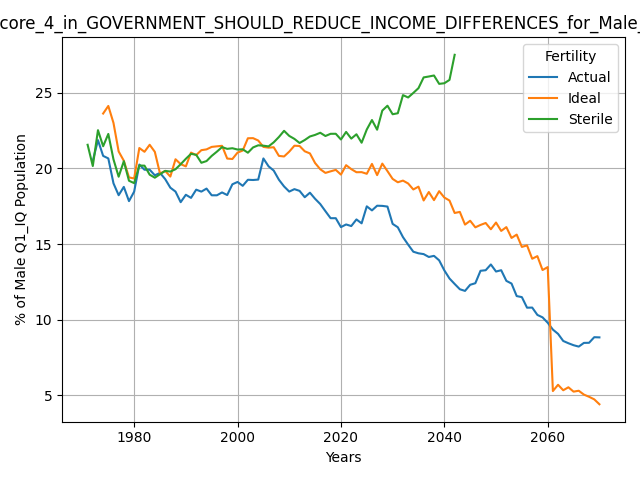 core_4_in_GOVERNMENT_SHOULD_REDUCE_INCOME_DIFFERENCES_for_Male_
Fertility
Actual
Ideal
Sterile
% of Male Q1_IQ Population
25
20
15
10
5
1980 2000 2020 2040 2060
Years